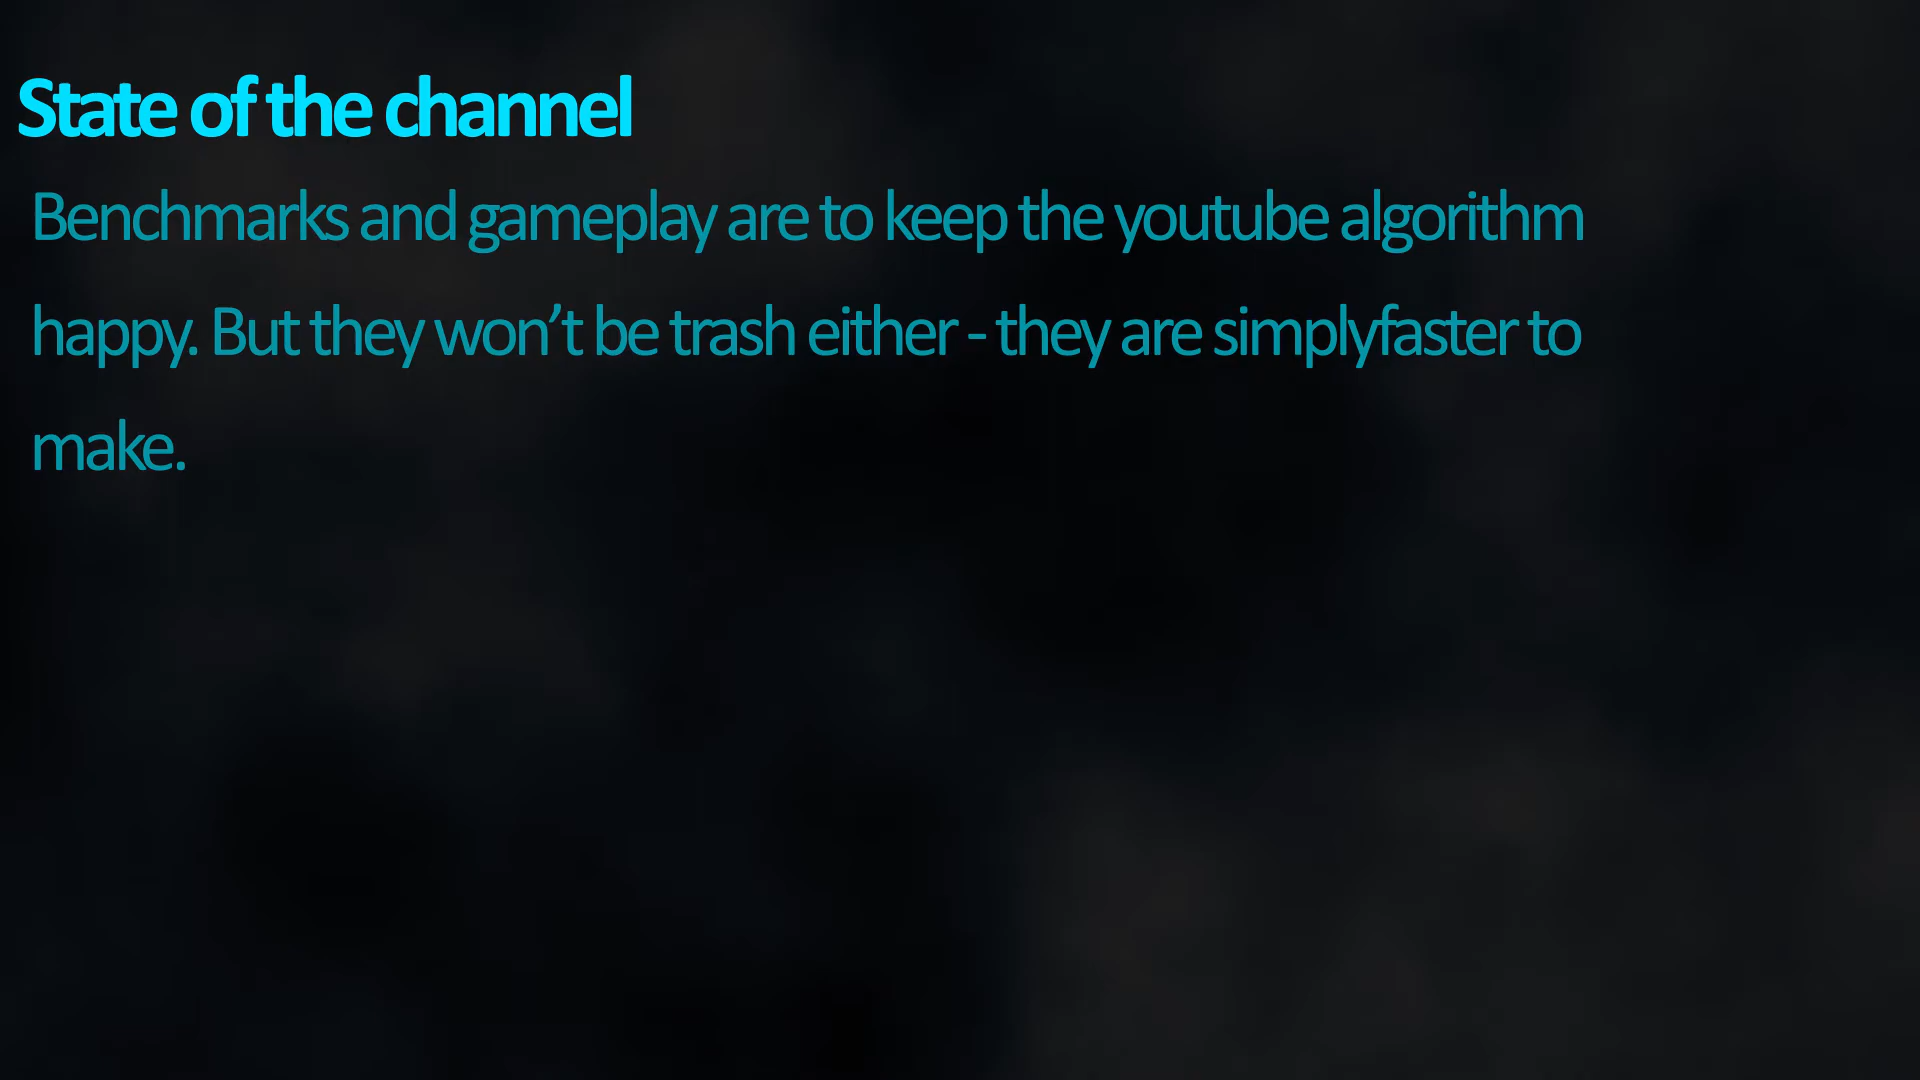 State of the channel
Benchmarks and gameplay are to keep the youtube algorithm
happy. But they won’t be trash either - they are simplyfaster to
make.